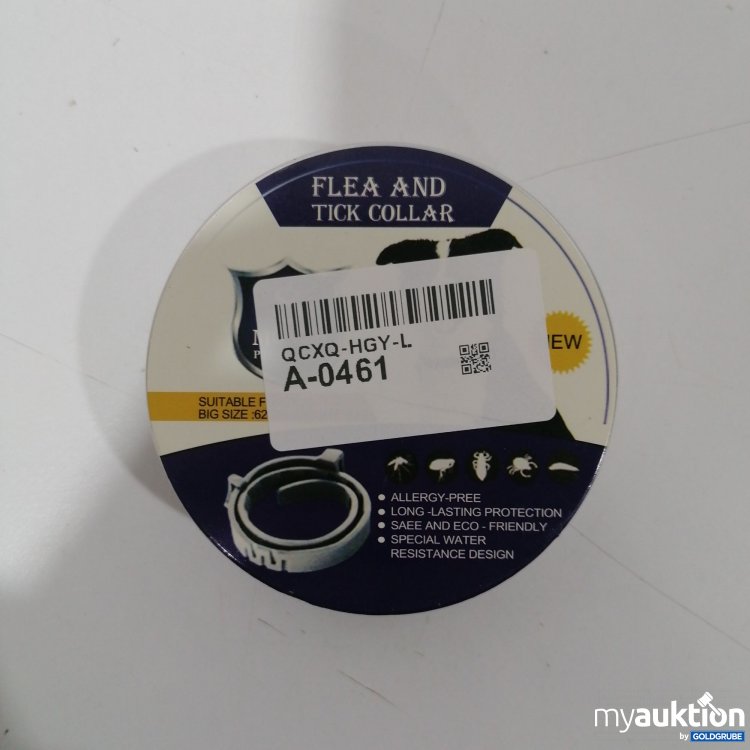 FLEA AND
TICK COLLAR
QCXQ-HGY-L
A-0461
SUITABLE F
BIG SIZE :62
ALLERGY-PREE
LONG -LASTING PROTECTION
SAEE AND ECO - FRIENDLY
SPECIAL WATER
RESISTANCE DESIGN
myauktion
by GOLDGRUBE